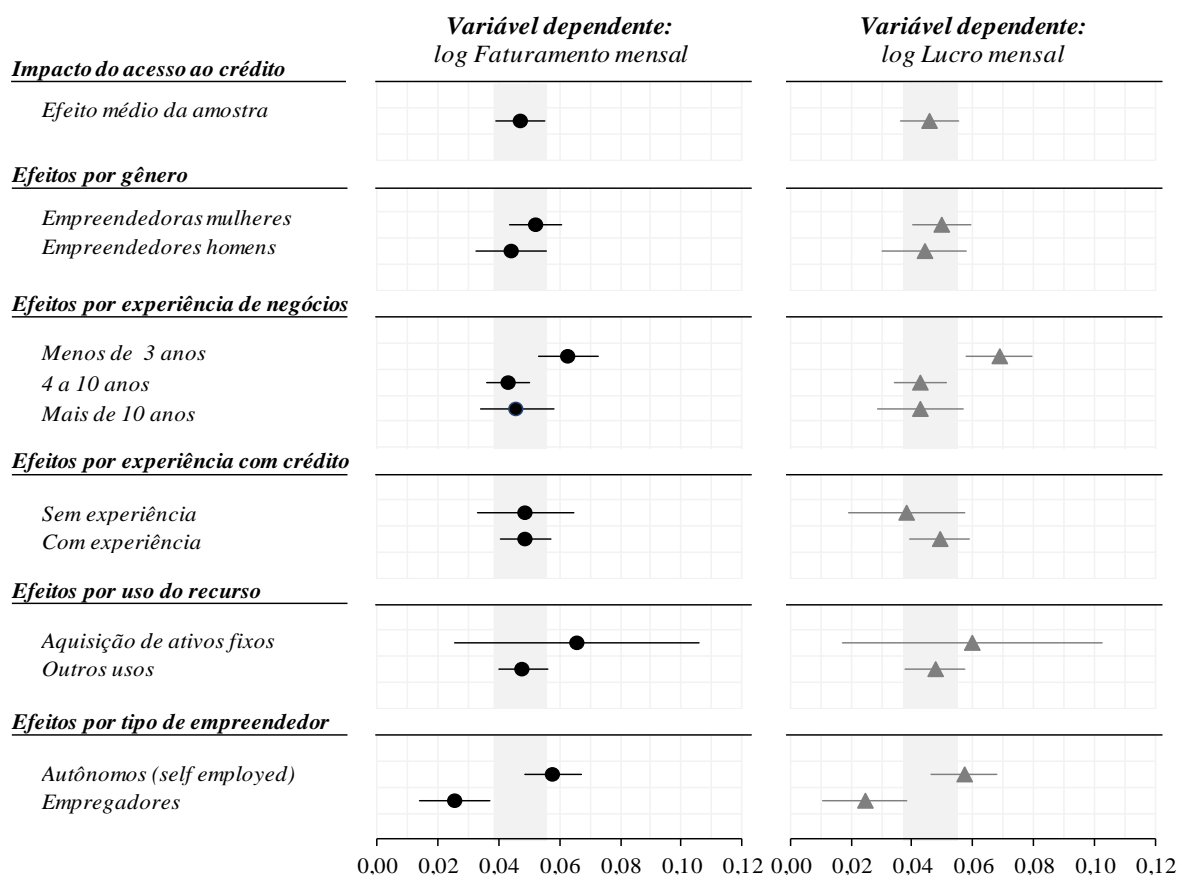 Variável dependente:
log Faturamento mensal
Variável dependente:
log Lucro mensal
Impacto do acesso ao crédito
Efeito médio da amostra
Efeitos por gênero
Empreendedoras mulheres
Empreendedores homens
Efeitos por experiência de negócios
Menos de 3 anos
4 a 10 anos
Mais de 10 anos
Efeitos por experiência com crédito
Sem experiência
Com experiência
Efeitos por uso do recurso
Aquisição de ativos fixos
Outros usos
Efeitos por tipo de empreendedor
Autônomos (self employed)
Empregadores
0,00 0,02 0,04 0,06 0,08 0,10 0,12
0,00 0,02 0,04 0,06 0,08 0,10 0,12